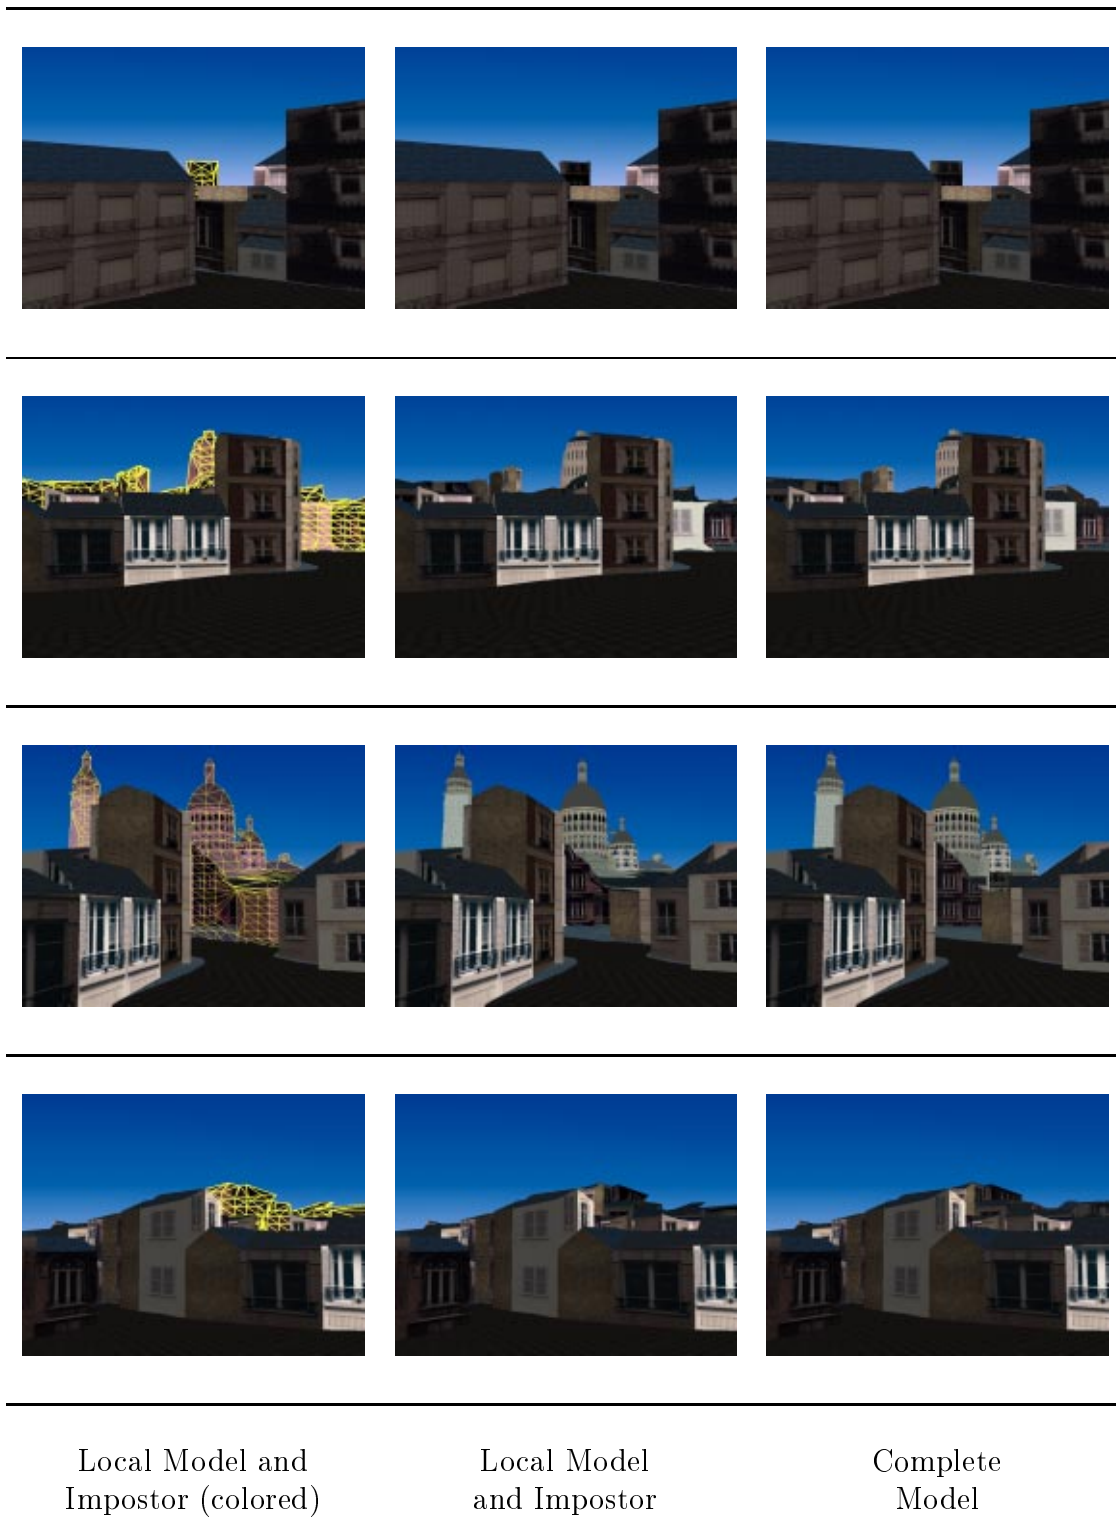 Local Model and
Impostor (colored)
Local Model
and Impostor
Complete
Model